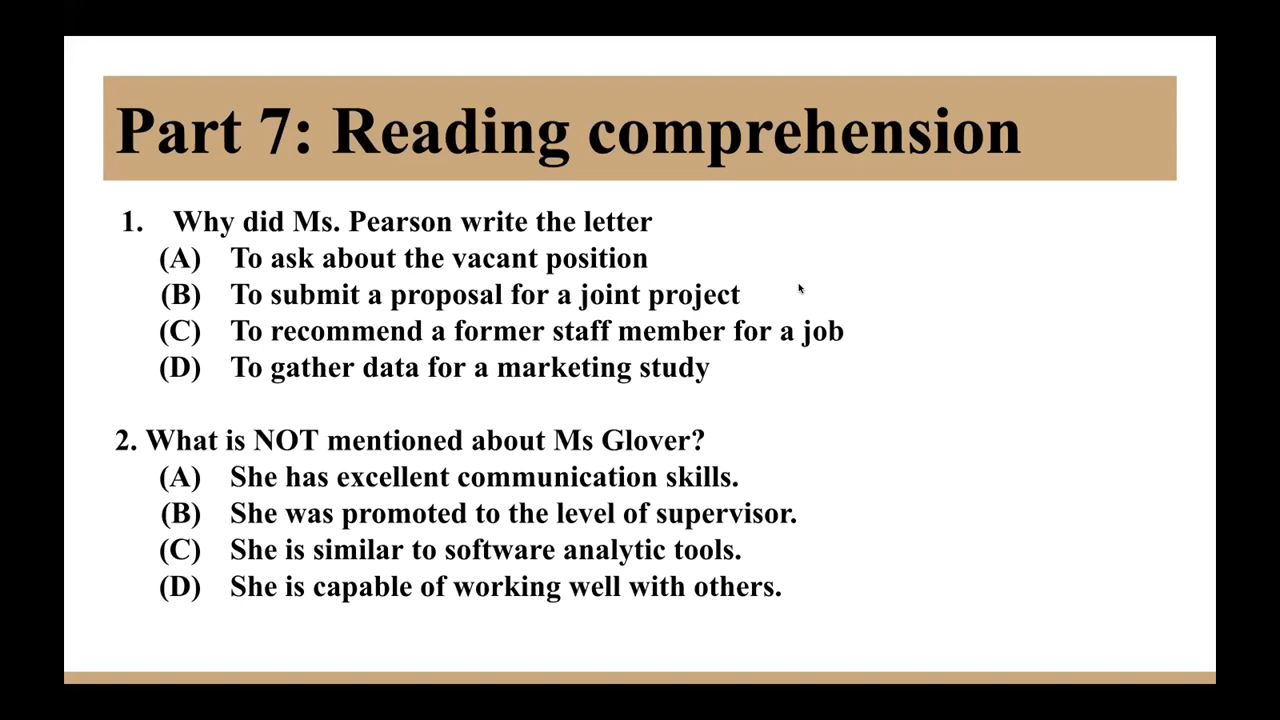 Part 7: Reading comprehension
1. Why did Ms. Pearson write the letter
(A) To ask about the vacant position
(B) To submit a proposal for a joint project
(C) To recommend a former staff member for a job
(D) To gather data for a marketing study
2. What is NOT mentioned about Ms Glover?
(A) She has excellent communication skills.
(B) She was promoted to the level of supervisor.
(C) She is similar to software analytic tools.
(D) She is capable of working well with others.